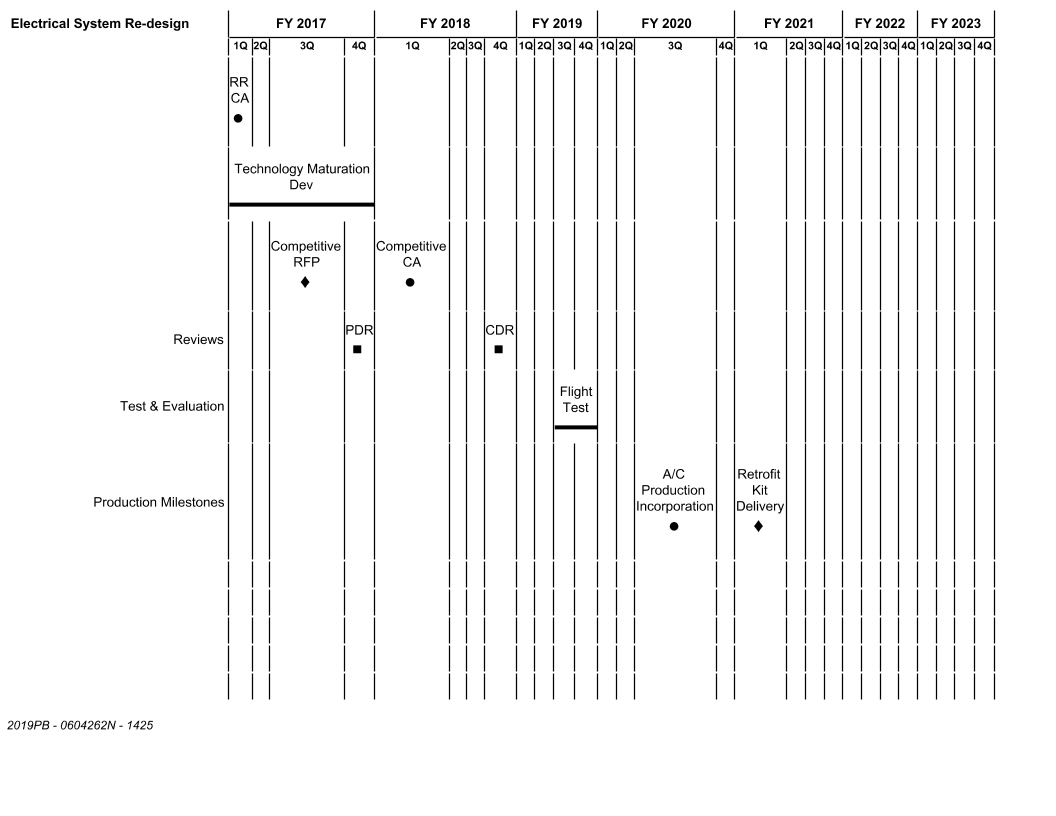 Electrical System Re-design
FY 2017 FY 2018 FY 2019 FY 2020 FY 2021 FY 2022 FY 2023
1Q 2Q 3Q 4Q 1Q 2Q 3Q 4Q 1Q 2Q 3Q 4Q 1Q 2Q 3Q 4Q 1Q 2Q 3Q 4Q 1Q 2Q 3Q 4Q 1Q 2Q 3Q 4Q
RR
CA
Technology Maturation
Dev
Competitive
RFP
Competitive
CA
Reviews
PDR
CDR
Test & Evaluation
Flight
Test
Production Milestones
A/C
Production
Incorporation
Retrofit
Kit
Delivery
2019PB - 0604262N - 1425